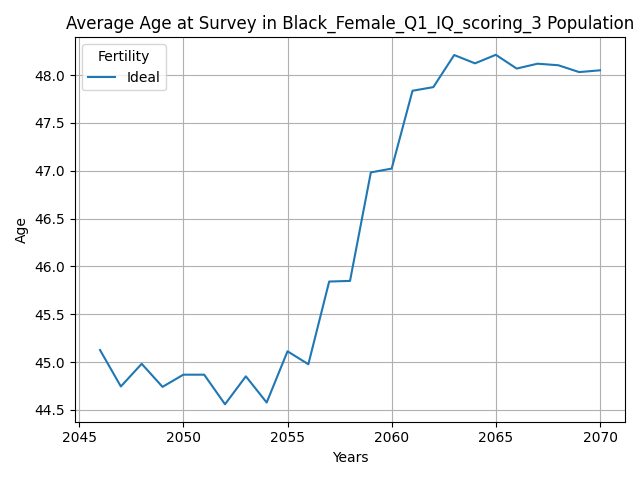 Average Age at Survey in Black_Female_Q1_IQ_scoring_3 Population
Fertility
Ideal
48.0
47.5
47.0
46.5
46.0
45.5
45.0
44.5
Age
2045 2050 2055 2060 2065 2070
Years